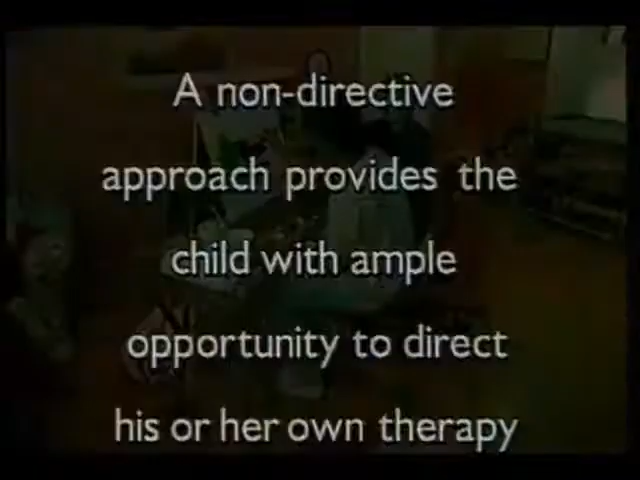 A non-directive
approach provides the
child with ample
opportunity to direct
his or her own therapy